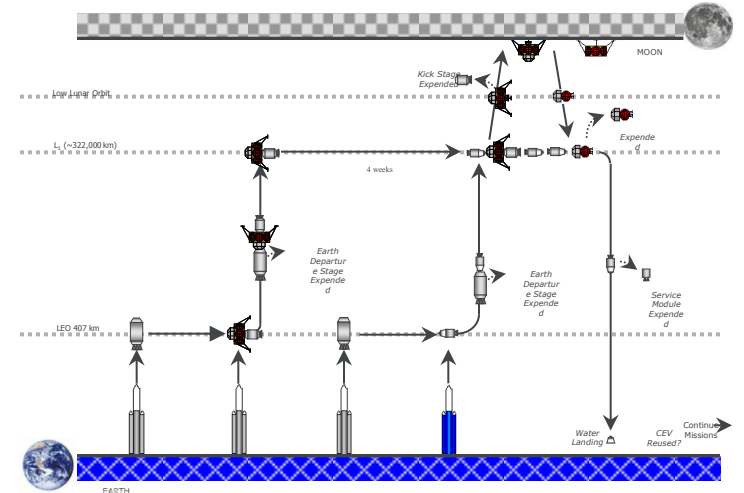 MOON
Kick Stage
Expended
Low Lunar Orbit
Expende
d
L₁ (~322,000 km)
4 weeks
Earth
Departur
e Stage
Expende
d
Earth
Departur
e Stage
Expende
d
Service
Module
Expende
d
LEO 407 km
Water
Landing
CEV
Reused?
Continue
Missions
EARTH